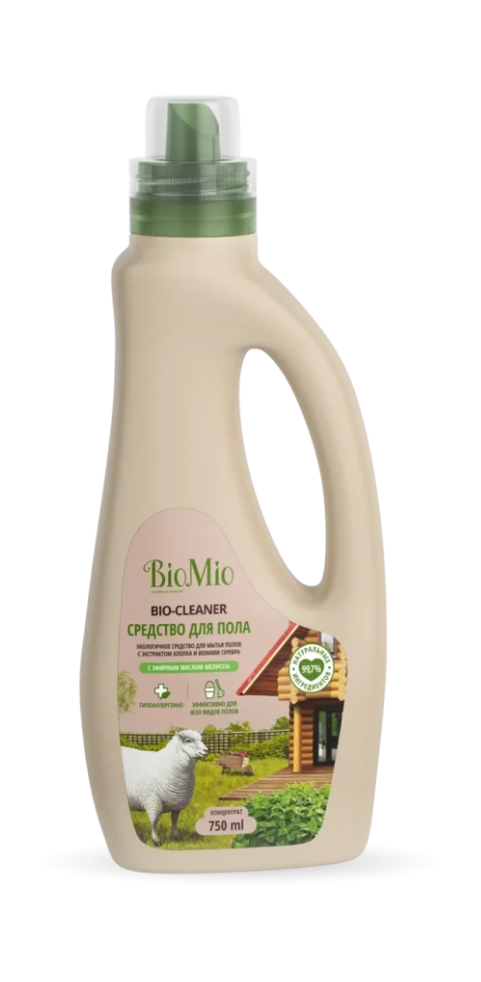 BioMio
BIO-CLEANER
СРЕДСТВО ДЛЯ ПОЛА
ЭКОЛОГИЧНОЕ СРЕДСТВО ДЛЯ МЫТЬЯ ПОЛОВ
С ЭКСТРАКТОМ ХЛОПКА И ИОНАМИ СЕРЕБРА
С ЭФИРНЫМ МАСЛОМ МЕЛИССЫ
ГИПОАЛЛЕРГЕННО
ЭФФЕКТИВНО ДЛЯ
ВСЕХ ВИДОВ ПОЛОВ
НАТУРАЛЬНЫХ
99,7%
ИНГРЕДИЕНТОВ
КОНЦЕНТРАТ
750 ml